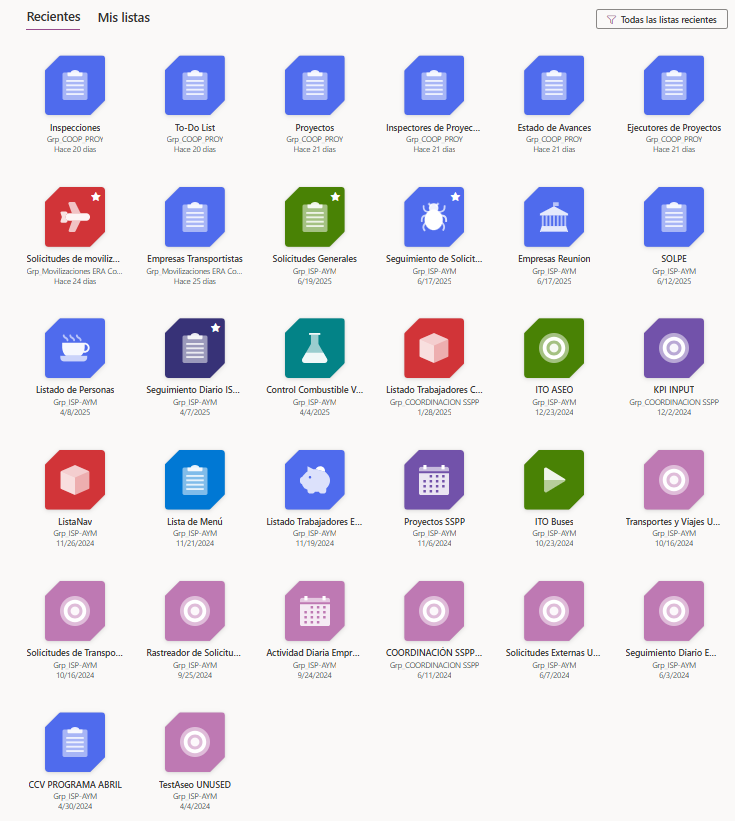 Recientes
Mis listas
Todas las listas recientes
Inspecciones
Grp_COOP_PROY
Hace 20 días
To-Do List
Grp_COOP_PROY
Hace 20 días
Proyectos
Grp_COOP_PROY
Hace 21 días
Inspectores de Proyec...
Grp_COOP_PROY
Hace 21 días
Estado de Avances
Grp_COOP_PROY
Hace 21 días
Ejecutores de Proyectos
Grp_COOP_PROY
Hace 21 días
Solicitudes de moviliz...
Grp_Movilizaciones ERA Co...
Hace 24 días
Empresas Transportistas
Grp_Movilizaciones ERA Co...
Hace 25 días
Solicitudes Generales
Grp_ISP-AYM
6/19/2025
Seguimiento de Solicit...
Grp_ISP-AYM
6/17/2025
Empresas Reunion
Grp_ISP-AYM
6/17/2025
SOLPE
Grp_ISP-AYM
6/12/2025
Listado de Personas
Grp_ISP-AYM
4/8/2025
Seguimiento Diario IS...
Grp_ISP-AYM
4/7/2025
Control Combustible V...
Grp_ISP-AYM
4/4/2025
Listado Trabajadores C...
Grp_COORDINACION SSPP
1/28/2025
ITO ASEO
Grp_ISP-AYM
12/23/2024
KPI INPUT
Grp_COORDINACION SSPP
12/2/2024
ListaNav
Grp_ISP-AYM
11/26/2024
Lista de Menú
Grp_ISP-AYM
11/21/2024
Listado Trabajadores E...
Grp_ISP-AYM
11/19/2024
Proyectos SSPP
Grp_ISP-AYM
11/6/2024
ITO Buses
Grp_ISP-AYM
10/23/2024
Transportes y Viajes U...
Grp_ISP-AYM
10/16/2024
Solicitudes de Transpo...
Grp_ISP-AYM
10/16/2024
Rastreador de Solicitu...
Grp_ISP-AYM
9/25/2024
Actividad Diaria Empr...
Grp_ISP-AYM
9/24/2024
COORDINACIÓN SSPP...
Grp_COORDINACION SSPP
6/11/2024
Solicitudes Externas U...
Grp_ISP-AYM
6/7/2024
Seguimiento Diario E...
Grp_ISP-AYM
6/3/2024
CCV PROGRAMA ABRIL
Grp_ISP-AYM
4/30/2024
TestAseo UNUSED
Grp_ISP-AYM
4/4/2024